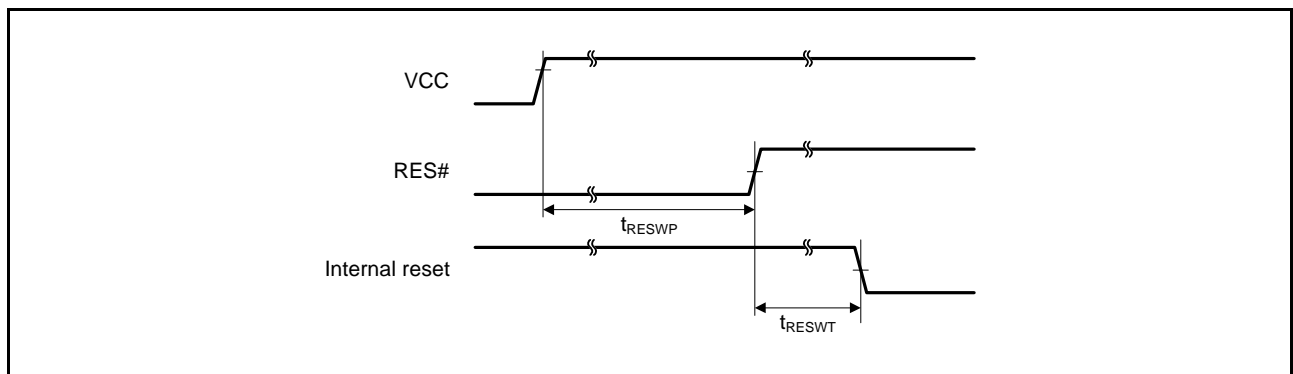 VCC
RES#
tRESWP
Internal reset
tRESWT